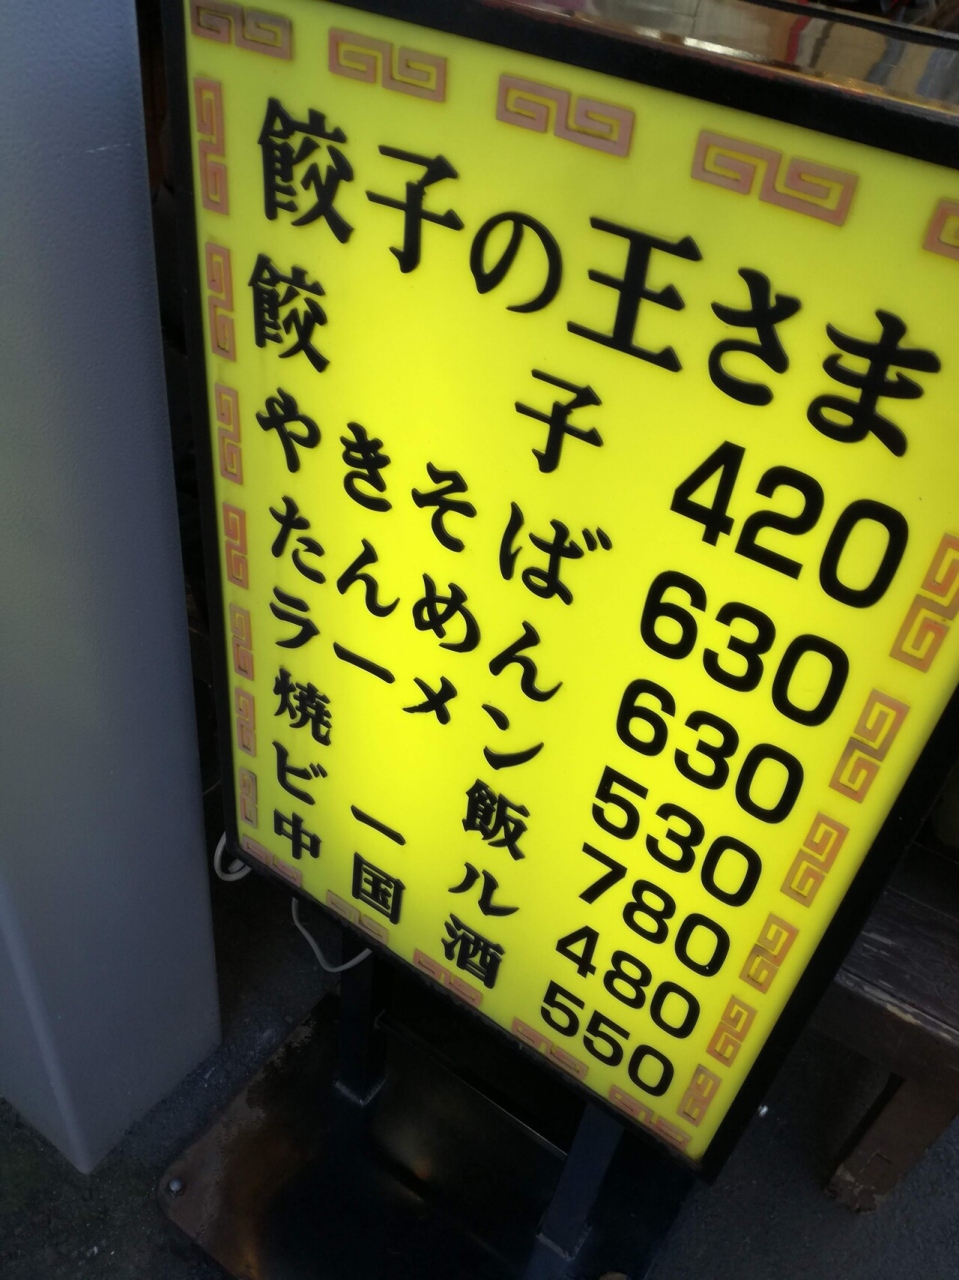 餃子の王さま
餃子 420
やきそば 630
たんめん 630
ラーメン 530
焼飯 780
ビール 480
中国酒 550